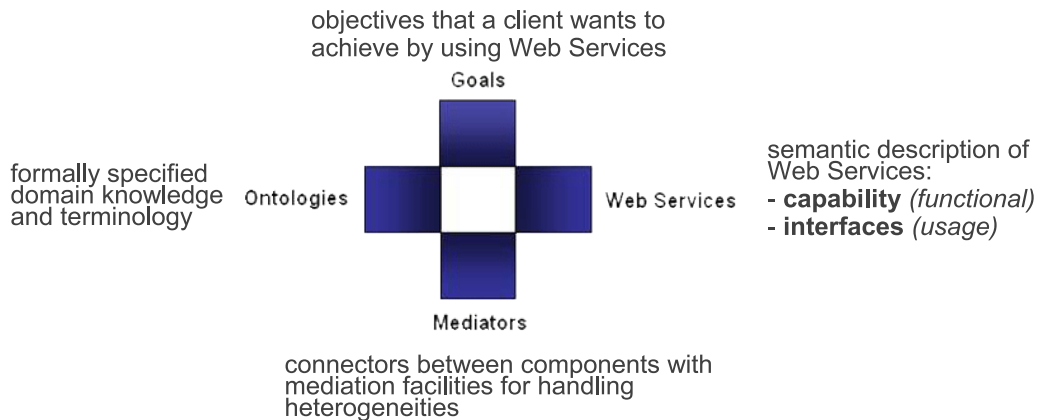 objectives that a client wants to
achieve by using Web Services
Goals
formally specified
domain knowledge
and terminology
Ontologies
Web Services
semantic description of
Web Services:
- capability (functional)
- interfaces (usage)
Mediators
connectors between components with
mediation facilities for handling
heterogeneities